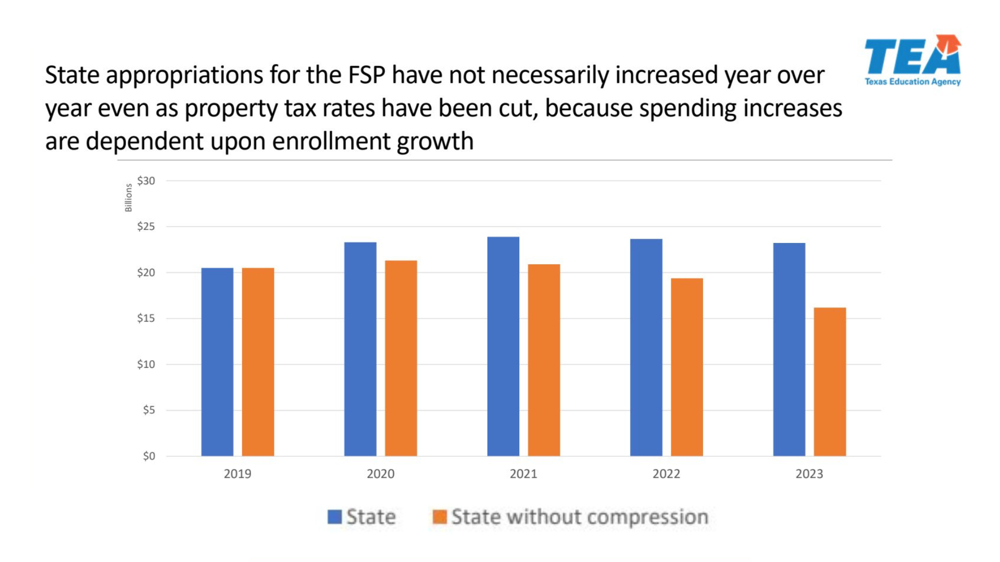 TEA
Texas Education Agency
State appropriations for the FSP have not necessarily increased year over
year even as property tax rates have been cut, because spending increases
are dependent upon enrollment growth
Billions
$30
$25
$20
$15
$10
$5
$0
2019 2020 2021 2022 2023
State State without compression